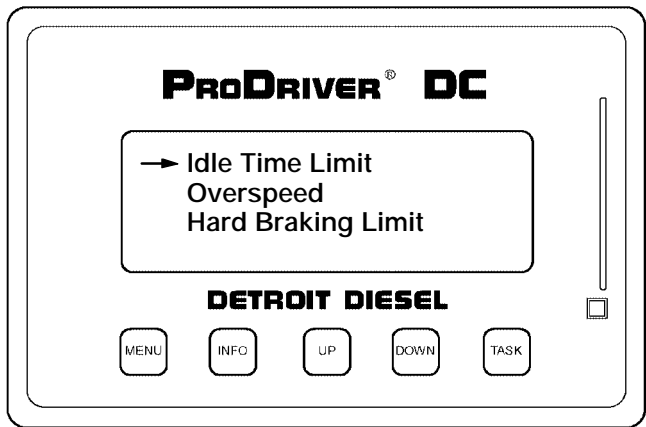 PRODRIVER® DC
Idle Time Limit
Overspeed
Hard Braking Limit
DETROIT DIESEL
MENU INFO UP DOWN TASK